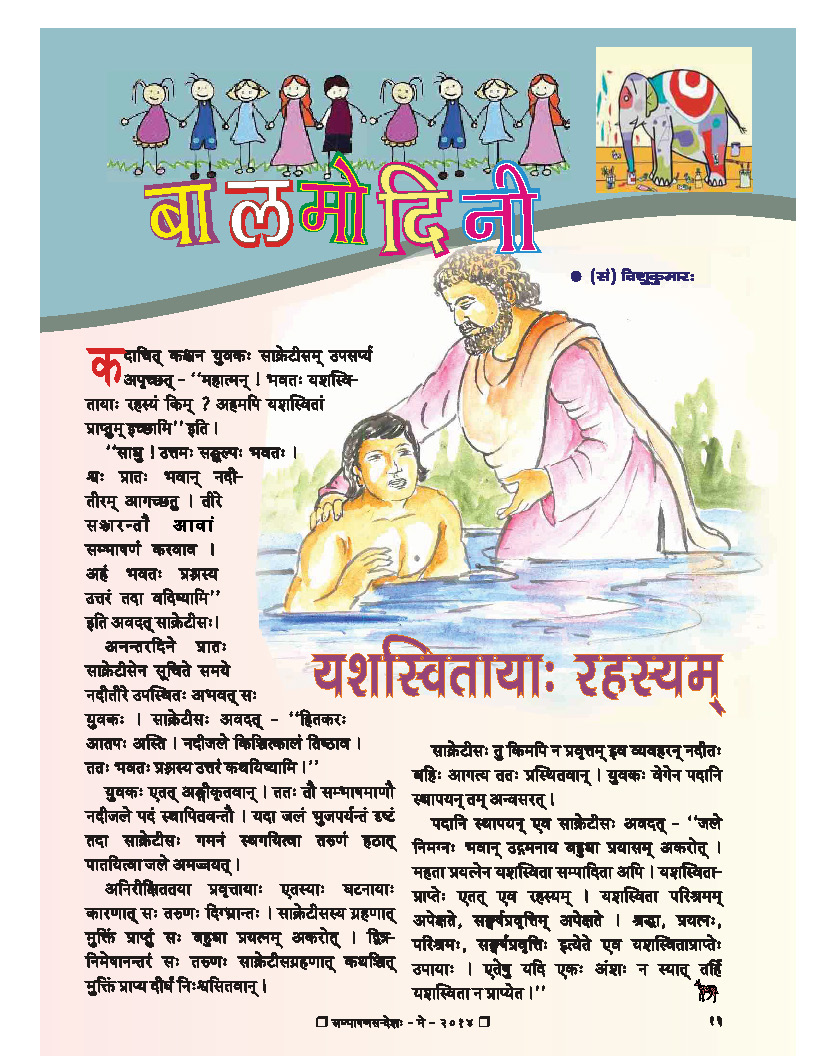 बालमोदिनी
● (सं) विधुकुमारः
कदाचित् कश्चन युवकः साक्रेटीसम् उपसर्प्य
अपृच्छत् – ‘‘महात्मन् ! भवतः यशस्वि-
तायाः रहस्यं किम् ? अहमपि यशस्वितां
प्राप्तुम् इच्छामि’’ इति ।
‘‘साधु ! उत्तमः सङ्कल्पः भवतः ।
श्वः प्रातः भवान् नदी-
तीरम् आगच्छतु । तीरे
सञ्चरन्तौ आवां
सम्भाषणं करवाव ।
अहं भवतः प्रश्नस्य
उत्तरं तदा वदिष्यामि’’
इति अवदत् साक्रेटीसः।
अनन्तरदिने प्रातः
साक्रेटीसेन सूचिते समये
नदीतीरे उपस्थितः अभवत् सः
युवकः । साक्रेटीसः अवदत् – ‘‘हितकरः
आतपः अस्ति । नदीजले किञ्चित्कालं तिष्ठाव ।
ततः भवतः प्रश्नस्य उत्तरं कथयिष्यामि ।’’
युवकः एतत् अङ्गीकृतवान् । ततः तौ सम्भाषमाणौ
नदीजले पदं स्थापितवन्तौ । यदा जलं भुजपर्यन्तं दृष्टं
तदा साक्रेटीसः गमनं स्थगयित्वा तरुणं हठात्
पातयित्वा जले अमज्जयत् ।
अनिरीक्षिततया प्रवृत्तायाः एतस्याः घटनायाः
कारणात् सः तरुणः दिग्भ्रान्तः । साक्रेटीसस्य ग्रहणात्
मुक्तिं प्राप्तुं सः बहुधा प्रयत्नम् अकरोत् । द्वित्र-
निमेषानन्तरं सः तरुणः साक्रेटीसग्रहणात् कथञ्चित्
मुक्तिं प्राप्य दीर्घं निःश्वसितवान् ।
यशस्वितायाः रहस्यम्
साक्रेटीसः तु किमपि न प्रवृत्तम् इव व्यवहरन् नदीतः
बहिः आगत्य ततः प्रस्थितवान् । युवकः वेगेन पदानि
स्थापयन् तम् अन्वसरत् ।
पदानि स्थापयन् एव साक्रेटीसः अवदत् – ‘‘जले
निमग्नः भवान् उद्गमनाय बहुधा प्रयासम् अकरोत् ।
महता प्रयत्नेन यशस्विता सम्पादिता अपि । यशस्विता-
प्राप्तेः एतत् एव रहस्यम् । यशस्विता परिश्रमम्
अपेक्षते, सङ्घर्षप्रवृत्तिम् अपेक्षते । श्रद्धा, प्रयत्नः,
परिश्रमः, सङ्घर्षप्रवृत्तिः इत्येते एव यशस्विताप्राप्तेः
उपायाः । एतेषु यदि एकः अंशः न स्यात् तर्हि
यशस्विता न प्राप्येत ।’’
❒ सम्भाषणसन्देशः – मे – २०१४ ❒
१५